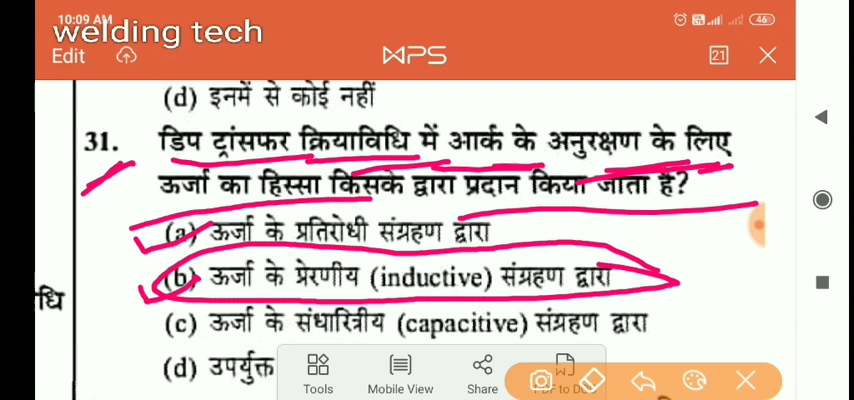 10:09 AM
46
welding tech
Edit
WPS
21
(d) इनमें से कोई नहीं
31. डिप ट्रांसफर क्रियाविधि में आर्क के अनुरक्षण के लिए
ऊर्जा का हिस्सा किसके द्वारा प्रदान किया जाता है?
(a) ऊर्जा के प्रतिरोधी संग्रहण द्वारा
(b) ऊर्जा के प्रेरणीय (inductive) संग्रहण द्वारा
धि
(c) ऊर्जा के संधारित्रीय (capacitive) संग्रहण द्वारा
(d) उपर्युक्त
Tools
Mobile View
Share